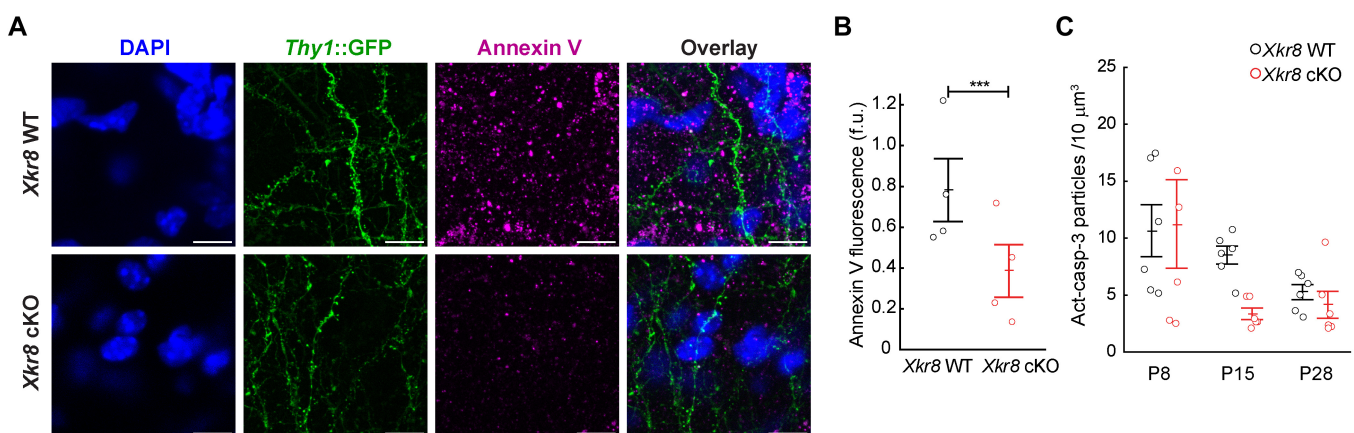 A
DAPI
Thy1::GFP
Annexin V
Overlay
Xkr8 WT
Xkr8 cKO
B
Annexin V fluorescence (f.u.)
1.2
1.0
0.8
0.6
0.4
0.2
0
***
Xkr8 WT
Xkr8 cKO
C
Xkr8 WT
Xkr8 cKO
Act-casp-3 particles /10 μm³
25
20
15
10
5
0
P8
P15
P28